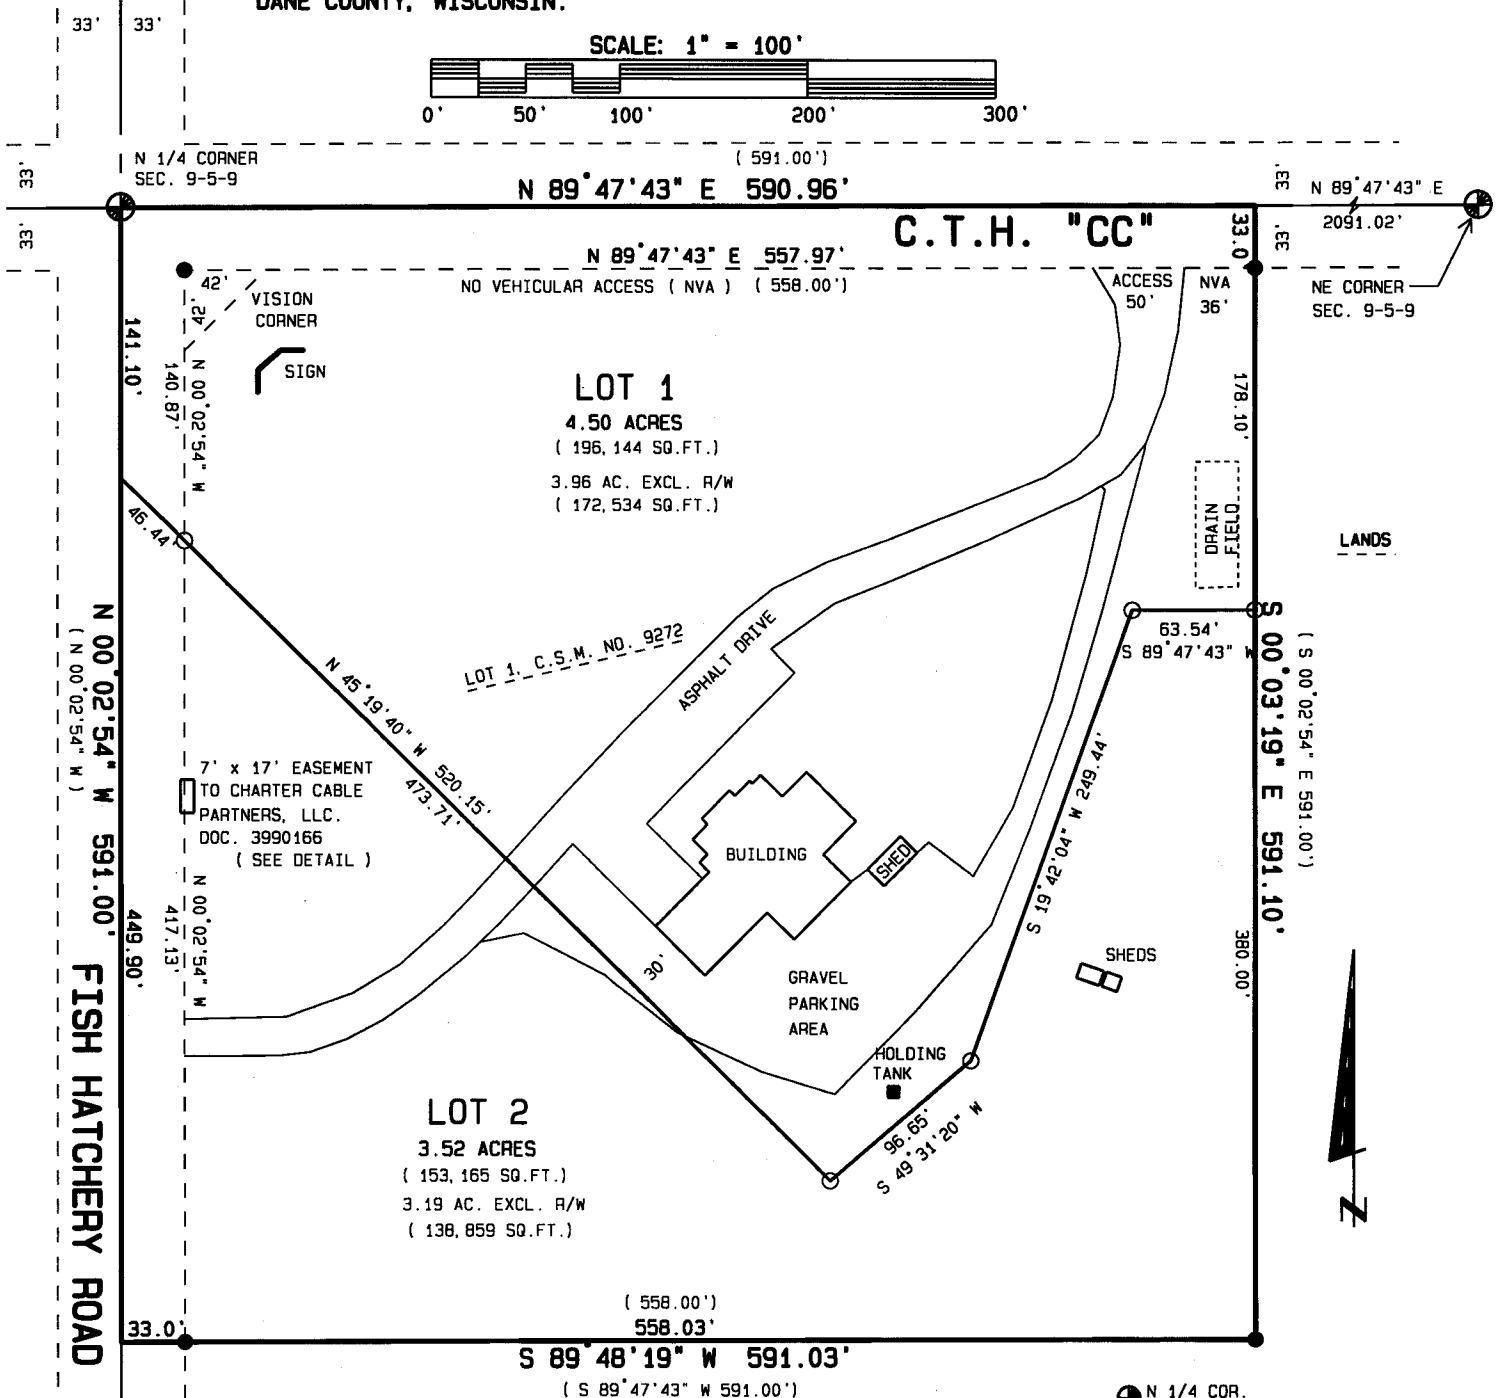 DANE COUNTY, WISCONSIN.
33' 33'
SCALE: 1" = 100'
0' 50' 100' 200' 300'
N 1/4 CORNER
SEC. 9-5-9
( 591.00')
N 89°47'43" E 590.96'
33'
33'
33'
33'
N 89°47'43" E
2091.02'
C.T.H. "CC"
33.0'
N 89°47'43" E 557.97'
NO VEHICULAR ACCESS ( NVA ) ( 558.00')
42'
42'
VISION
CORNER
SIGN
ACCESS
50'
NVA
36'
NE CORNER
SEC. 9-5-9
141.10'
N 00°02'54" W
140.87'
LOT 1
4.50 ACRES
( 196,144 SQ.FT.)
3.96 AC. EXCL. R/W
( 172,534 SQ.FT.)
178.10'
DRAIN
FIELD
LANDS
46.44'
LOT 1, C.S.M. NO. 9272
ASPHALT DRIVE
63.54'
S 89°47'43" W
N 45°19'40" W 520.15'
473.71'
N 00°02'54" W 591.00'
( N 00°02'54" W )
S 00°03'19" E 591.10'
( S 00°02'54" E 591.00')
7' x 17' EASEMENT
TO CHARTER CABLE
PARTNERS, LLC.
DOC. 3990166
( SEE DETAIL )
BUILDING
SHED
S 19°42'04" W 249.44'
N 00°02'54" W
417.13'
449.90'
FISH HATCHERY ROAD
30'
GRAVEL
PARKING
AREA
SHEDS
380.00'
HOLDING
TANK
96.65'
S 49°31'20" W
LOT 2
3.52 ACRES
( 153,165 SQ.FT.)
3.19 AC. EXCL. R/W
( 138,859 SQ.FT.)
N
( 558.00')
33.0'
558.03'
S 89°48'19" W 591.03'
( S 89°47'43" W 591.00')
N 1/4 COR.